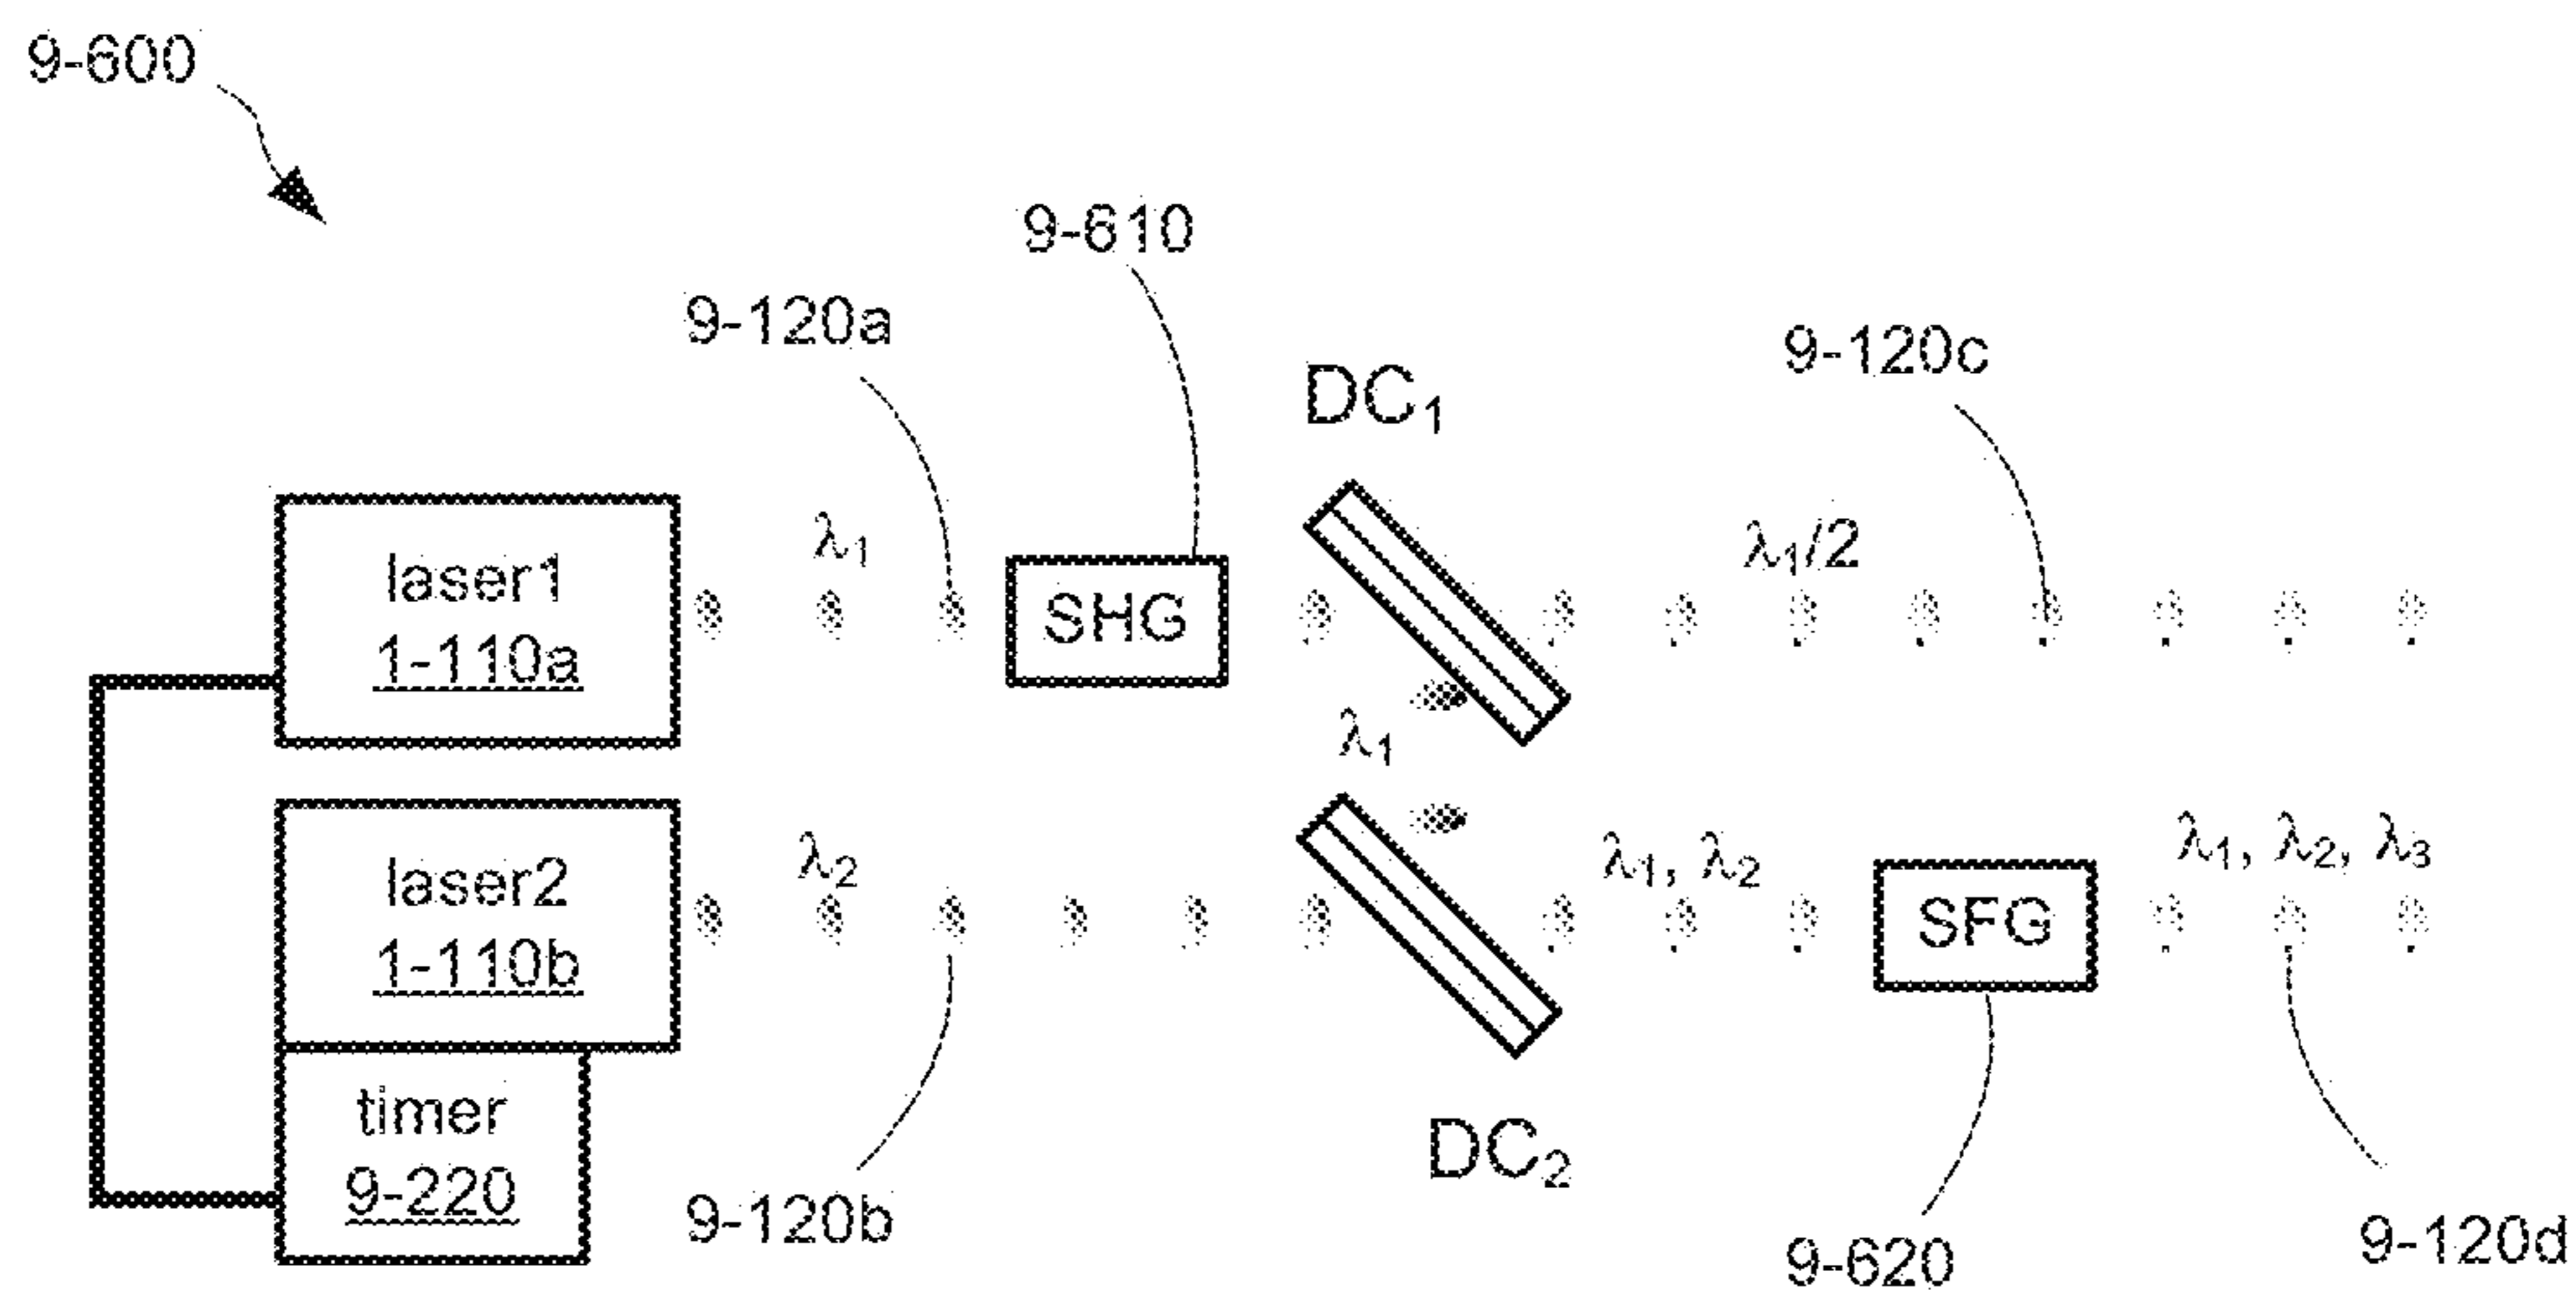 9-600
9-610
9-120a
9-120c
DC₁
λ₁
λ₁/2
laser1
1-110a
SHG
λ₁
laser2
1-110b
λ₂
λ₁, λ₂
λ₁, λ₂, λ₃
SFG
timer
9-220
DC₂
9-120b
9-620
9-120d